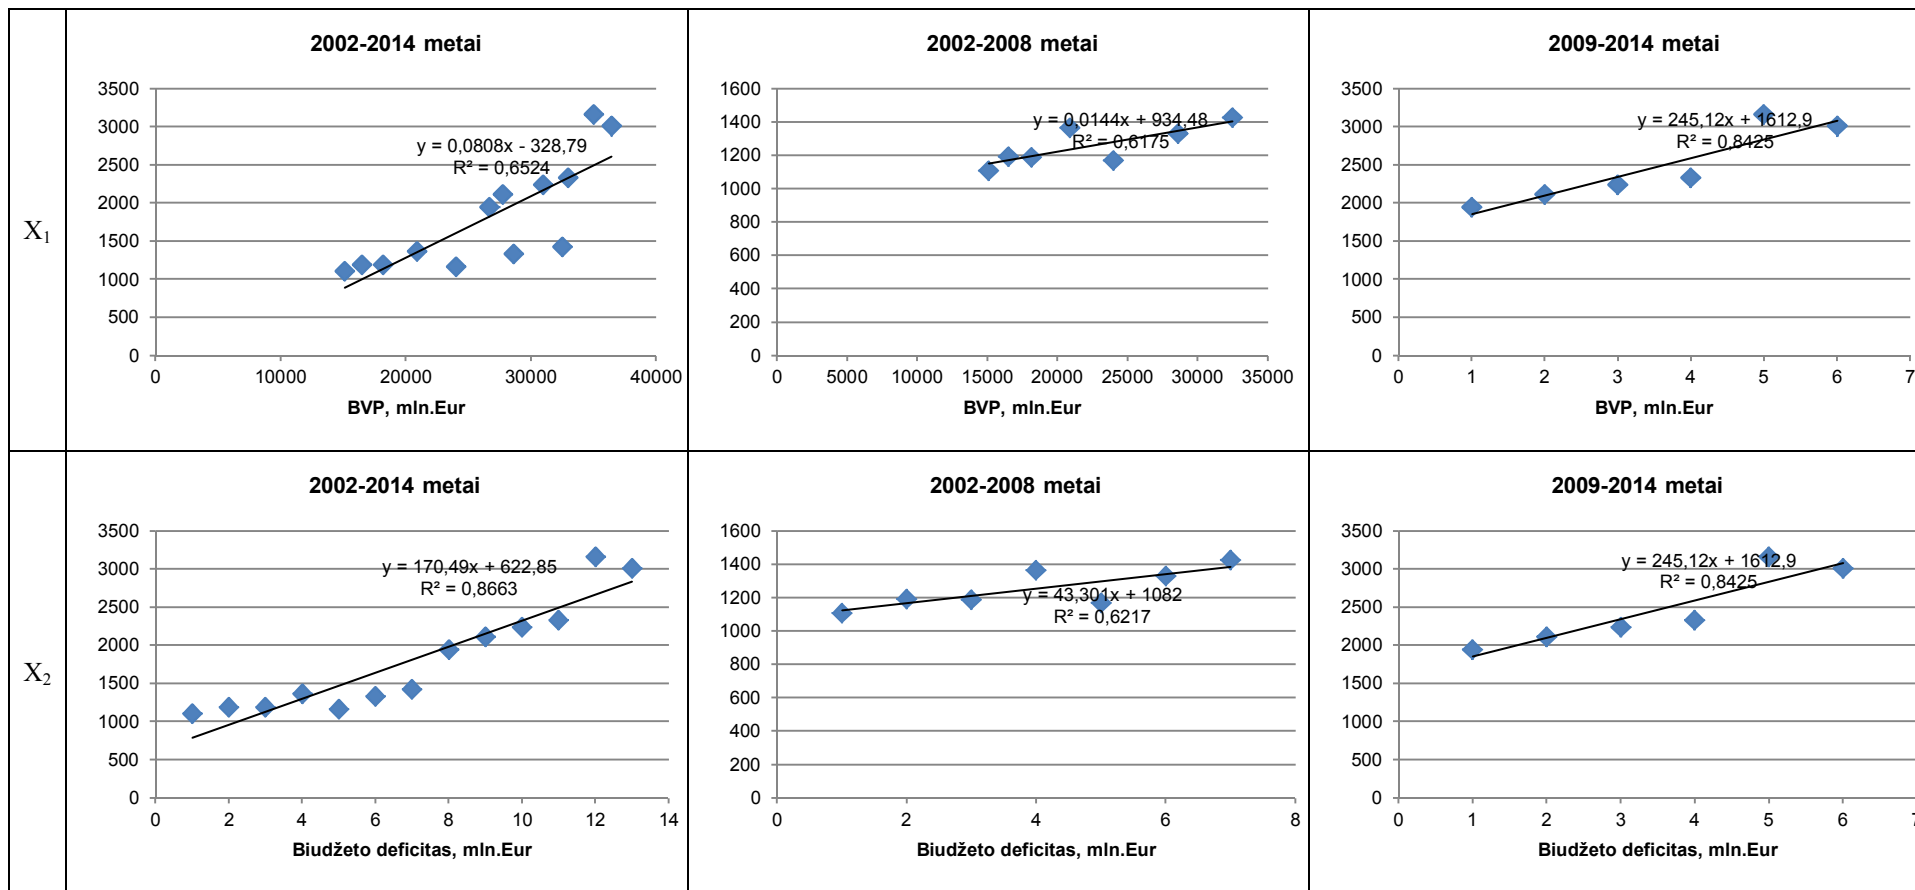 X1
2002-2014 metai
3500
3000
2500
2000
1500
1000
500
0
y = 0,0808x - 328,79
R² = 0,6524
0 10000 20000 30000 40000
BVP, mln.Eur
2002-2008 metai
1600
1400
1200
1000
800
600
400
200
0
y = 0,0144x + 934,48
R² = 0,6175
0 5000 10000 15000 20000 25000 30000 35000
BVP, mln.Eur
2009-2014 metai
3500
3000
2500
2000
1500
1000
500
0
y = 245,12x + 1612,9
R² = 0,8425
0 1 2 3 4 5 6 7
BVP, mln.Eur
X2
2002-2014 metai
3500
3000
2500
2000
1500
1000
500
0
y = 170,49x + 622,85
R² = 0,8663
0 2 4 6 8 10 12 14
Biudžeto deficitas, mln.Eur
2002-2008 metai
1600
1400
1200
1000
800
600
400
200
0
y = 43,301x + 1082
R² = 0,6217
0 2 4 6 8
Biudžeto deficitas, mln.Eur
2009-2014 metai
3500
3000
2500
2000
1500
1000
500
0
y = 245,12x + 1612,9
R² = 0,8425
0 1 2 3 4 5 6 7
Biudžeto deficitas, mln.Eur